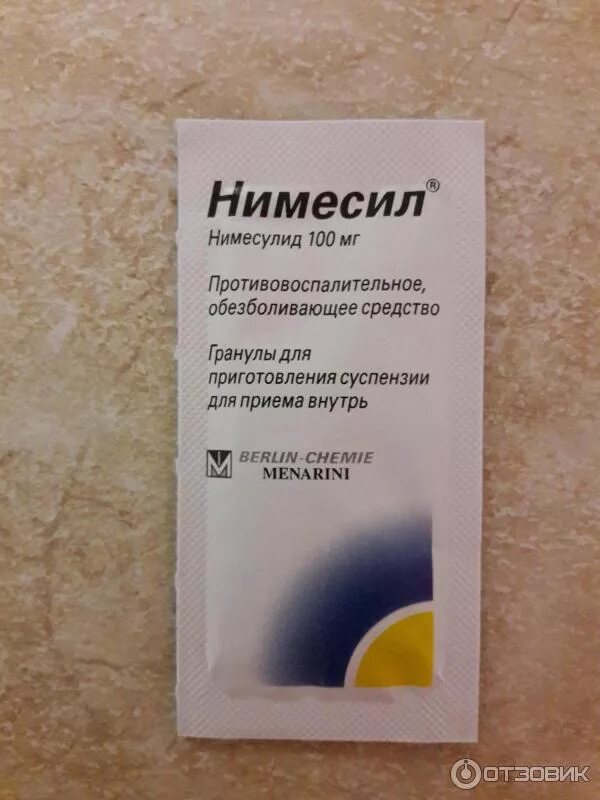 Нимесил®
Нимесулид 100 мг
Противовоспалительное,
обезболивающее средство
Гранулы для
приготовления суспензии
для приема внутрь
BERLIN-CHEMIE
MENARINI
ОТЗОВИК